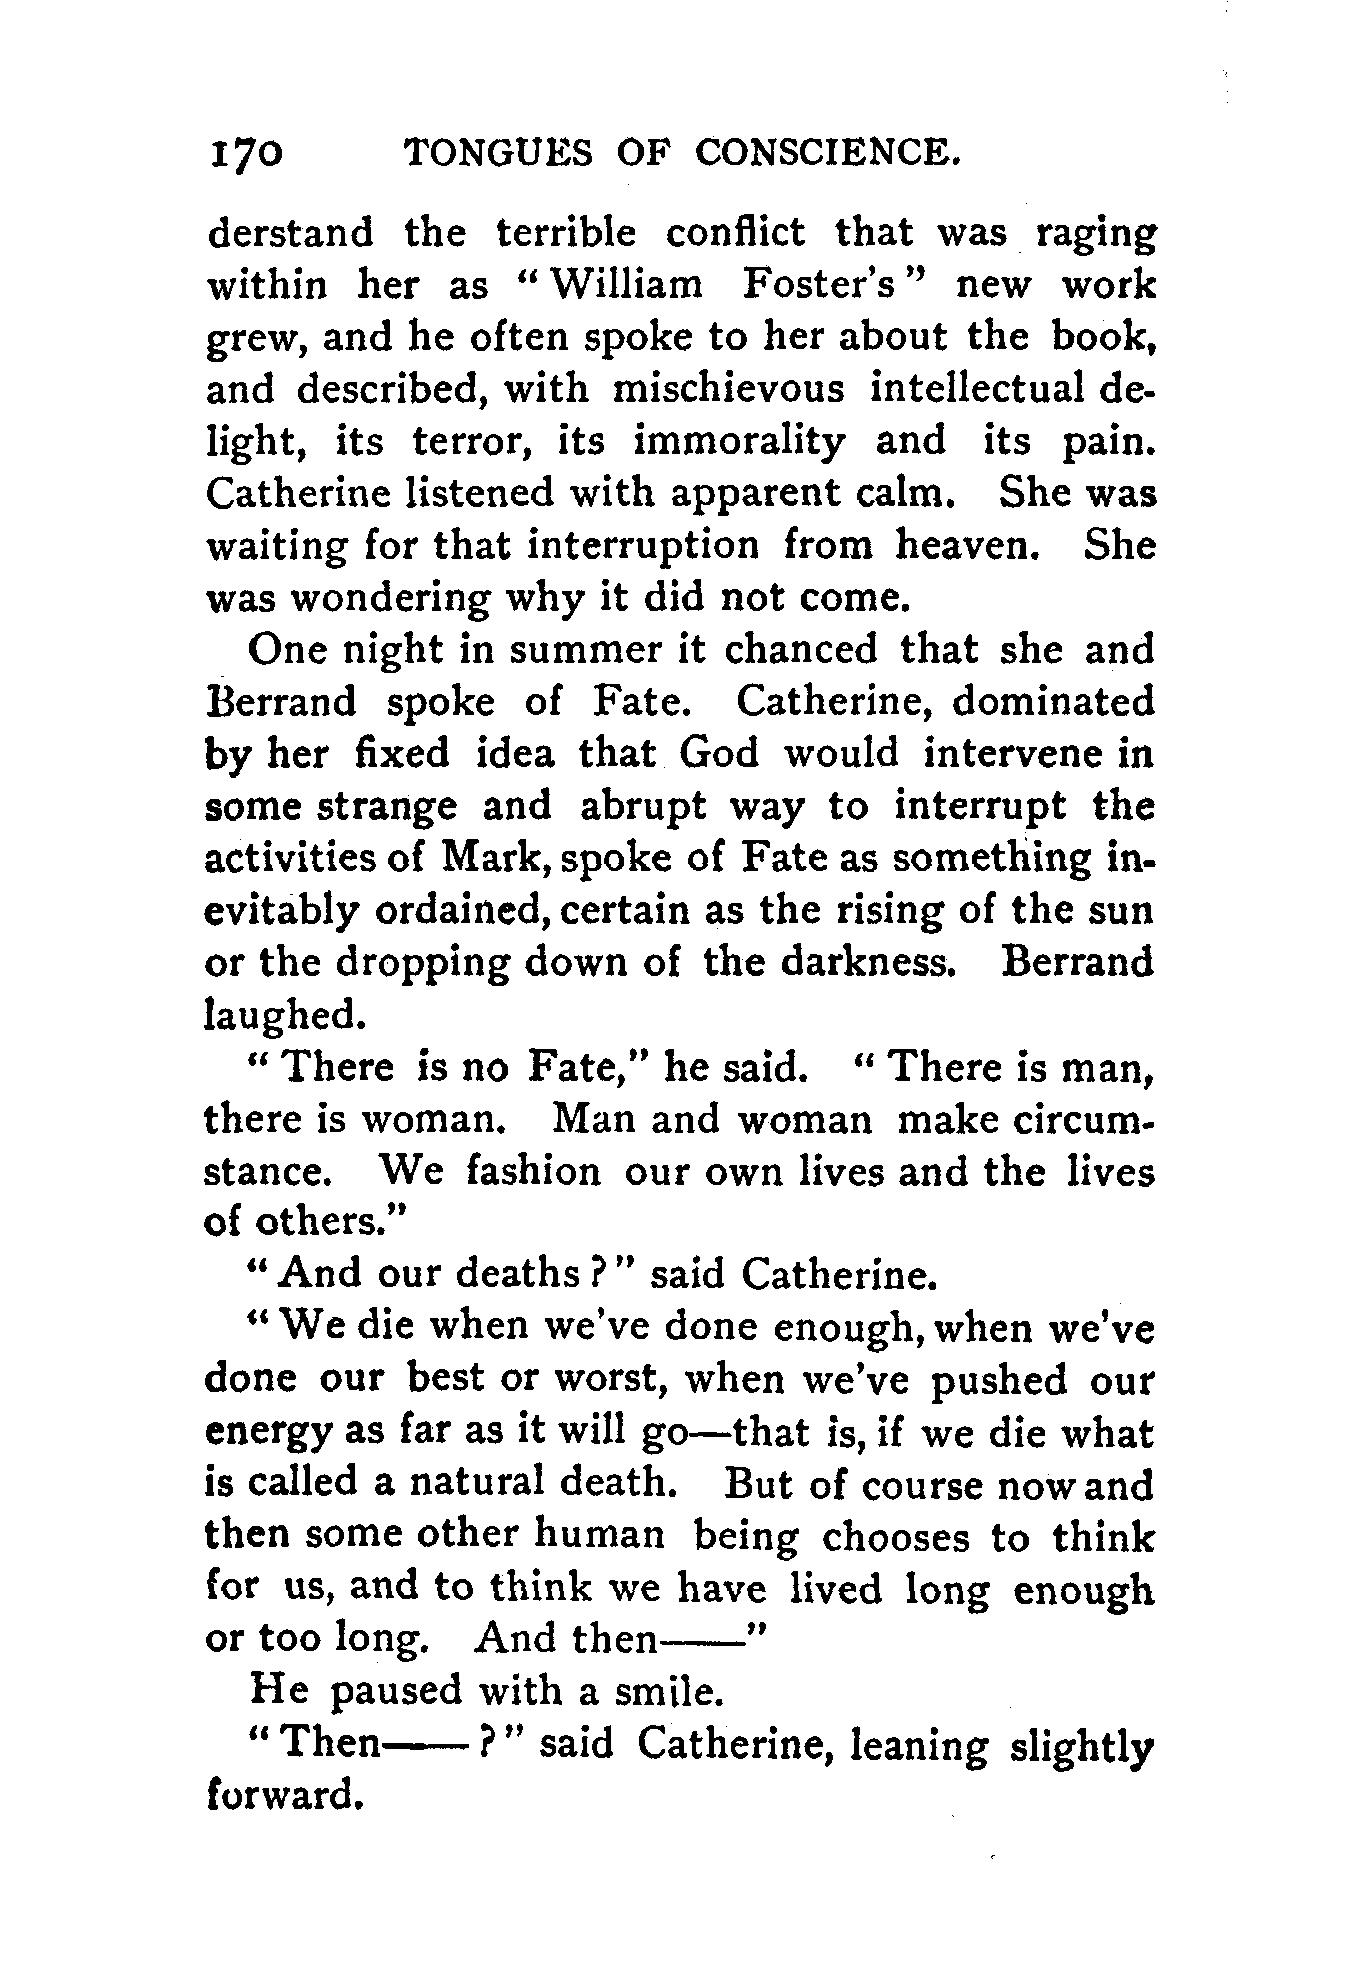 170 TONGUES OF CONSCIENCE.
derstand the terrible conflict that was raging
within her as “ William Foster's ” new work
grew, and he often spoke to her about the book,
and described, with mischievous intellectual de-
light, its terror, its immorality and its pain.
Catherine listened with apparent calm. She was
waiting for that interruption from heaven. She
was wondering why it did not come.
One night in summer it chanced that she and
Berrand spoke of Fate. Catherine, dominated
by her fixed idea that God would intervene in
some strange and abrupt way to interrupt the
activities of Mark, spoke of Fate as something in-
evitably ordained, certain as the rising of the sun
or the dropping down of the darkness. Berrand
laughed.
“ There is no Fate,” he said. “ There is man,
there is woman. Man and woman make circum-
stance. We fashion our own lives and the lives
of others.”
“ And our deaths ? ” said Catherine.
“ We die when we've done enough, when we've
done our best or worst, when we've pushed our
energy as far as it will go—that is, if we die what
is called a natural death. But of course now and
then some other human being chooses to think
for us, and to think we have lived long enough
or too long. And then——”
He paused with a smile.
“ Then—— ? ” said Catherine, leaning slightly
forward.